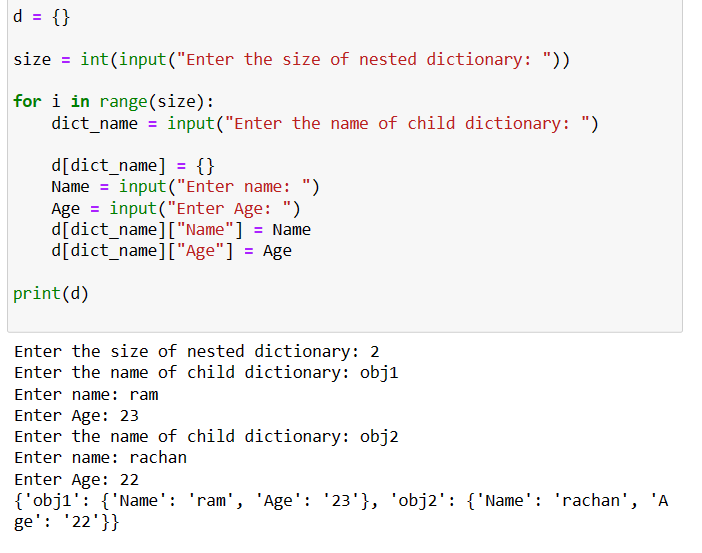 d = {}
size = int(input("Enter the size of nested dictionary: "))
for i in range(size):
    dict_name = input("Enter the name of child dictionary: ")
    d[dict_name] = {}
    Name = input("Enter name: ")
    Age = input("Enter Age: ")
    d[dict_name]["Name"] = Name
    d[dict_name]["Age"] = Age
print(d)
Enter the size of nested dictionary: 2
Enter the name of child dictionary: obj1
Enter name: ram
Enter Age: 23
Enter the name of child dictionary: obj2
Enter name: rachan
Enter Age: 22
{'obj1': {'Name': 'ram', 'Age': '23'}, 'obj2': {'Name': 'rachan', 'A
ge': '22'}}